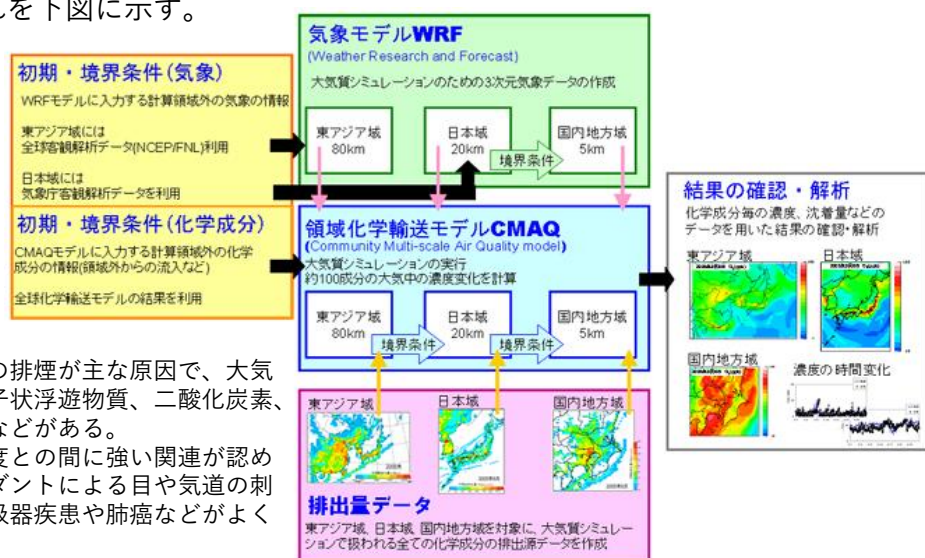 れを下図に示す。
気象モデルWRF
(Weather Research and Forecast)
大気質シミュレーションのための3次元気象データの作成
東アジア域
80km
日本域
20km
境界条件
国内地方域
5km
初期・境界条件(気象)
WRFモデルに入力する計算領域外の気象の情報
東アジア域には
全球客観解析データ(NCEP/FNL)利用
日本域には
気象庁客観解析データを利用
初期・境界条件(化学成分)
CMAQモデルに入力する計算領域外の化学
成分の情報(領域外からの流入など)
全球化学輸送モデルの結果を利用
領域化学輸送モデルCMAQ
(Community Multi-scale Air Quality model)
大気質シミュレーションの実行
約100成分の大気中の濃度変化を計算
東アジア域
80km
境界条件
日本域
20km
境界条件
国内地方域
5km
結果の確認・解析
化学成分毎の濃度、沈着量などの
データを用いた結果の確認・解析
東アジア域
日本域
国内地方域
濃度の時間変化
の排煙が主な原因で、大気
子状浮遊物質、二酸化炭素、
などがある。
度との間に強い関連が認め
ダントによる目や気道の刺
吸器疾患や肺癌などがよく
東アジア域
日本域
国内地方域
排出量データ
東アジア域、日本域、国内地方域を対象に、大気質シミュレー
ションで扱われる全ての化学成分の排出源データを作成